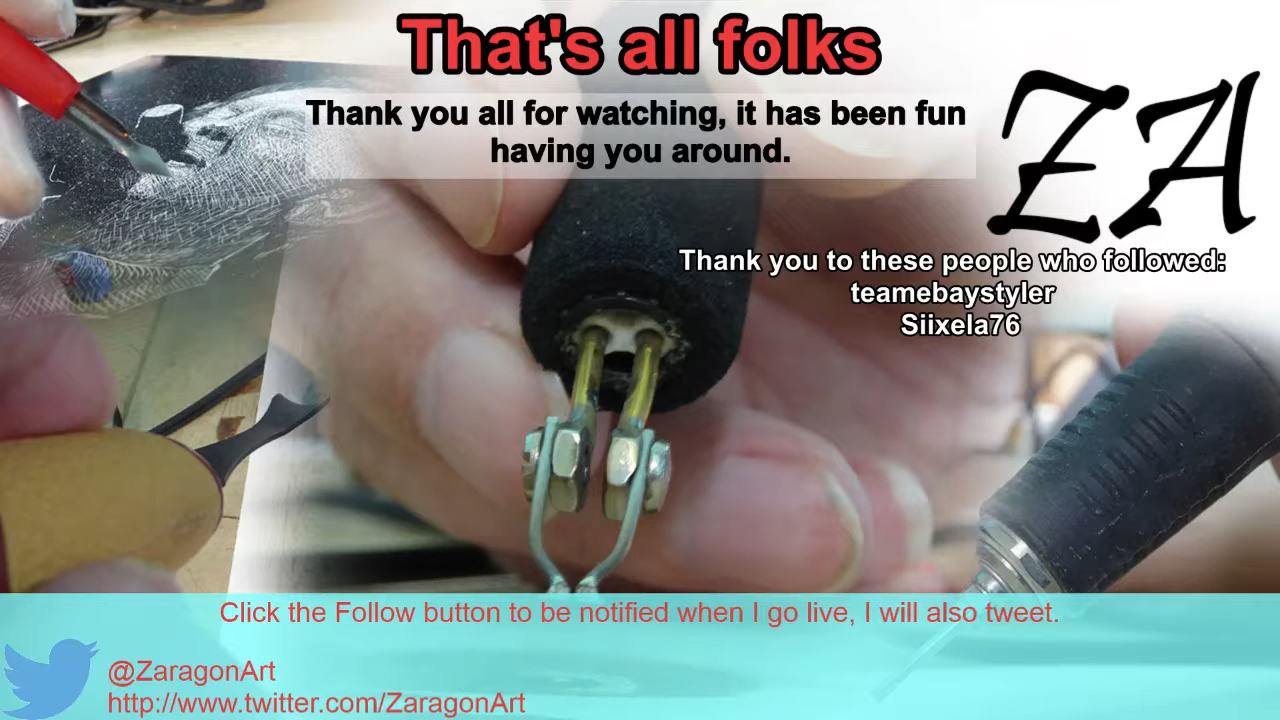 That's all folks
Thank you all for watching, it has been fun
having you around.
ZA
Thank you to these people who followed:
teamebaystyler
Siixela76
Click the Follow button to be notified when I go live, I will also tweet.
@ZaragonArt
http://www.twitter.com/ZaragonArt